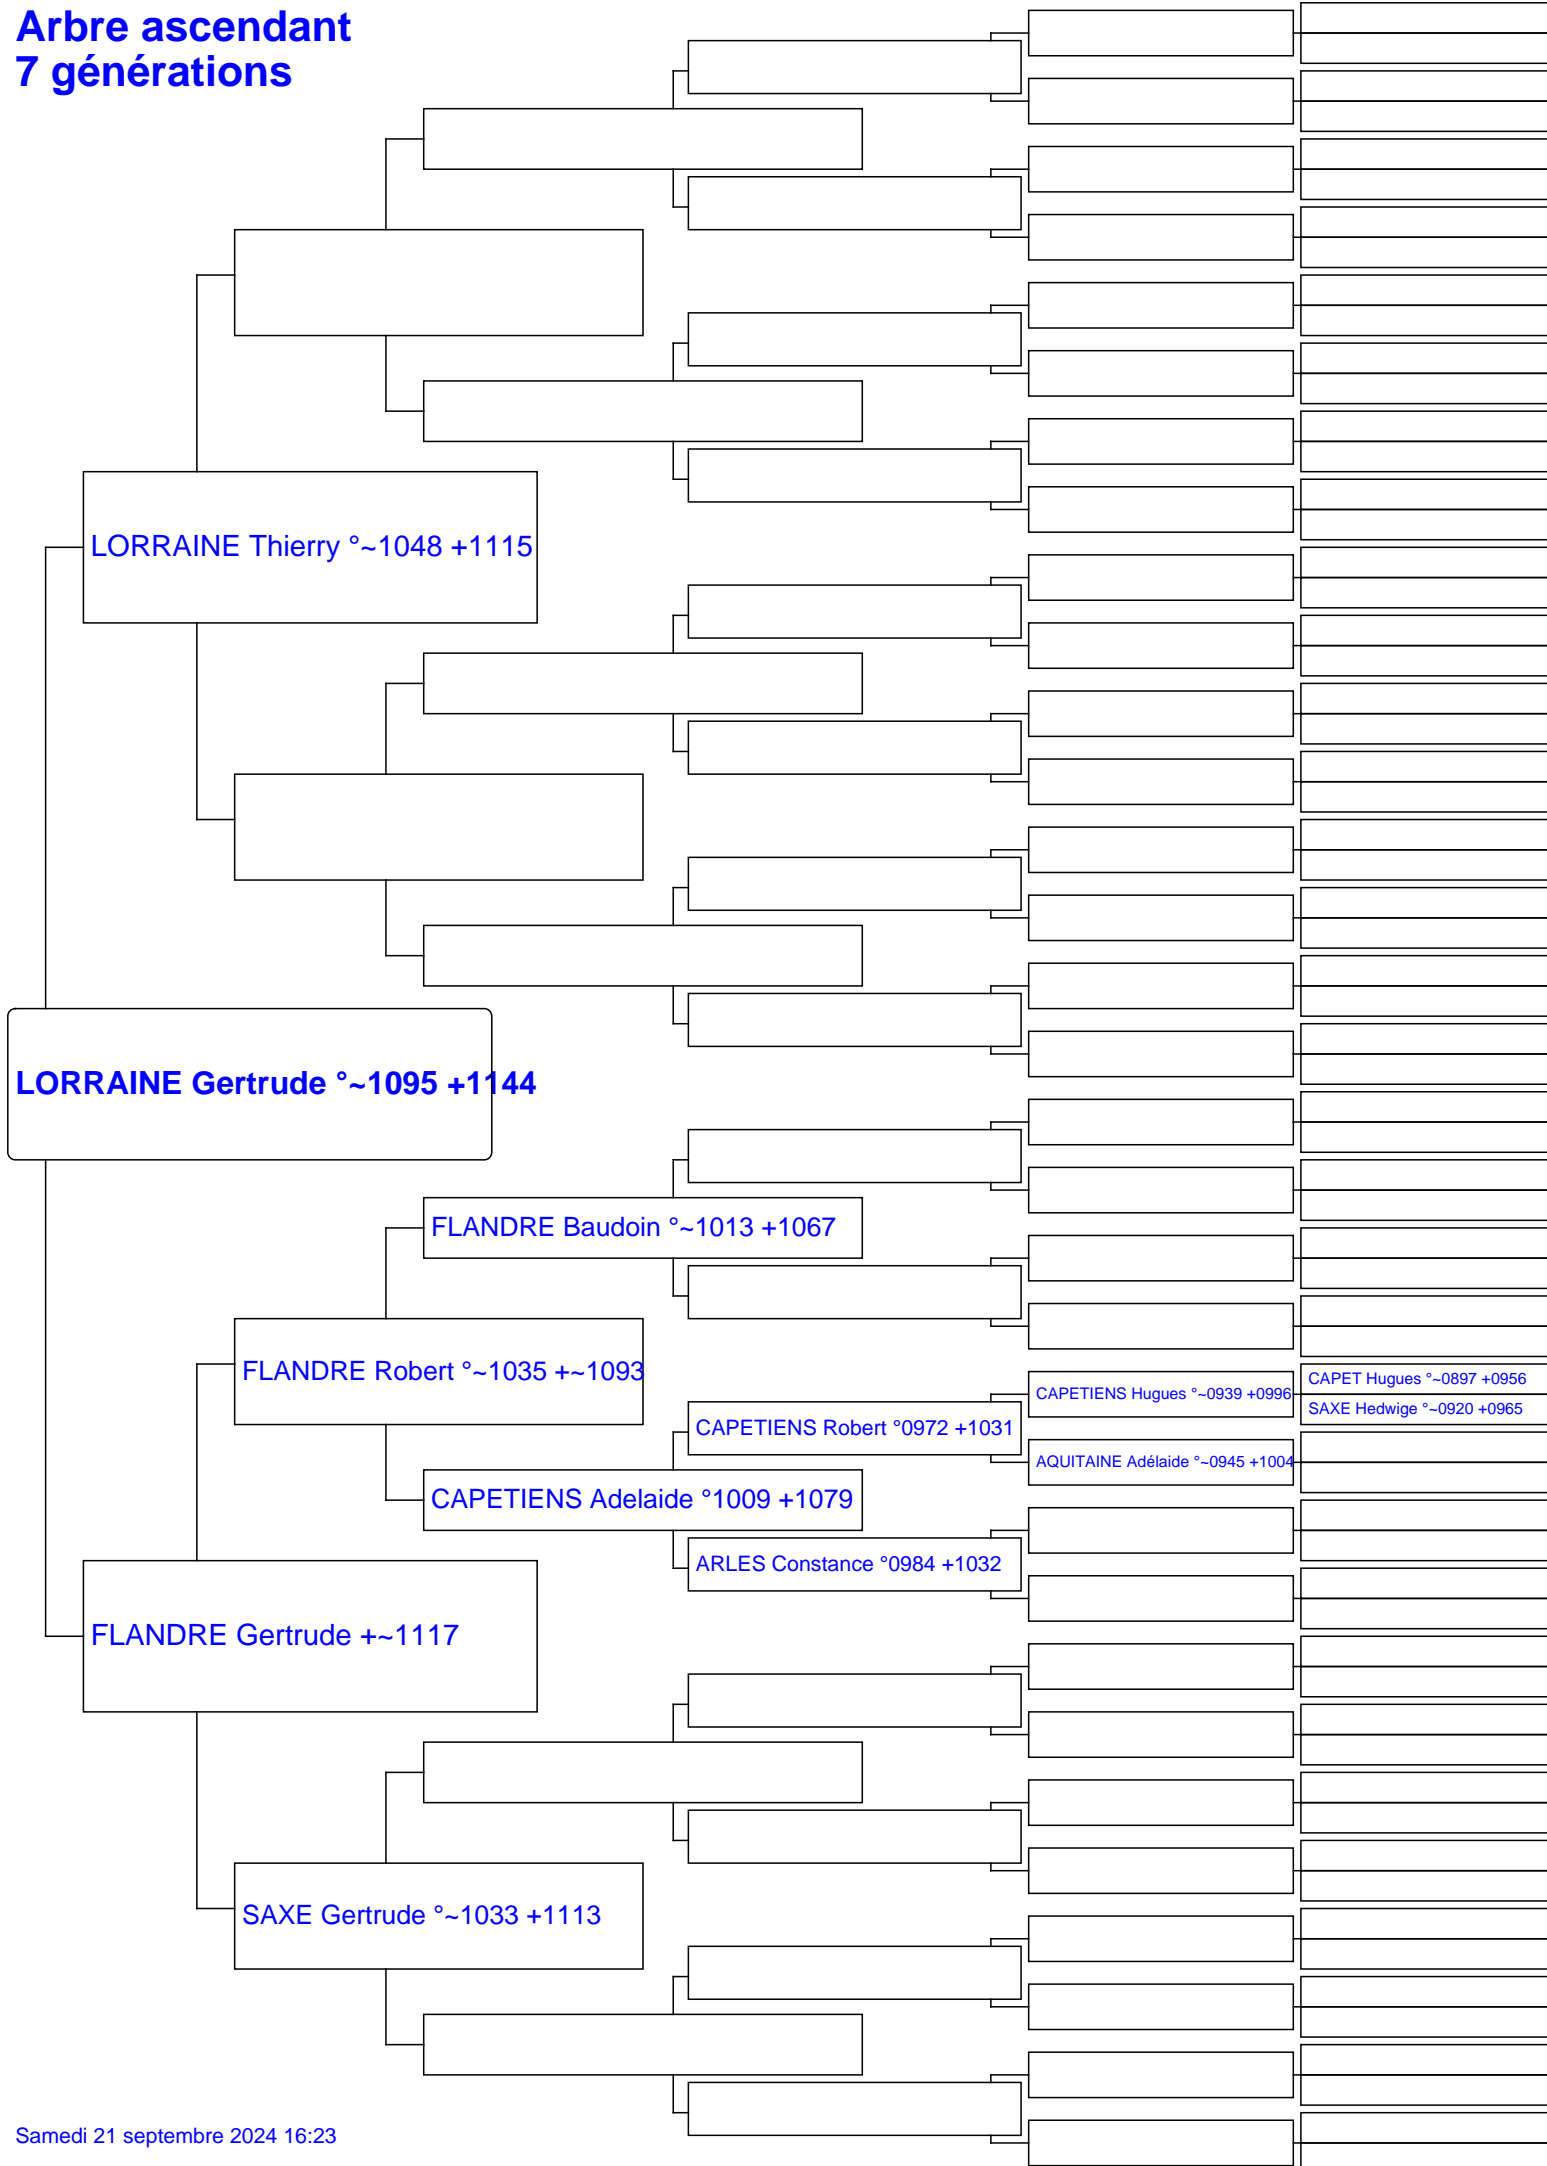 Arbre ascendant
7 générations
LORRAINE Thierry °~1048 +1115
LORRAINE Gertrude °~1095 +1144
FLANDRE Baudoin °~1013 +1067
FLANDRE Robert °~1035 +~1093
CAPETIENS Hugues °~0939 +0996
CAPET Hugues °~0897 +0956
SAXE Hedwige °~0920 +0965
CAPETIENS Robert °0972 +1031
AQUITAINE Adélaide °~0945 +1004
CAPETIENS Adelaide °1009 +1079
ARLES Constance °0984 +1032
FLANDRE Gertrude +~1117
SAXE Gertrude °~1033 +1113
Samedi 21 septembre 2024 16:23